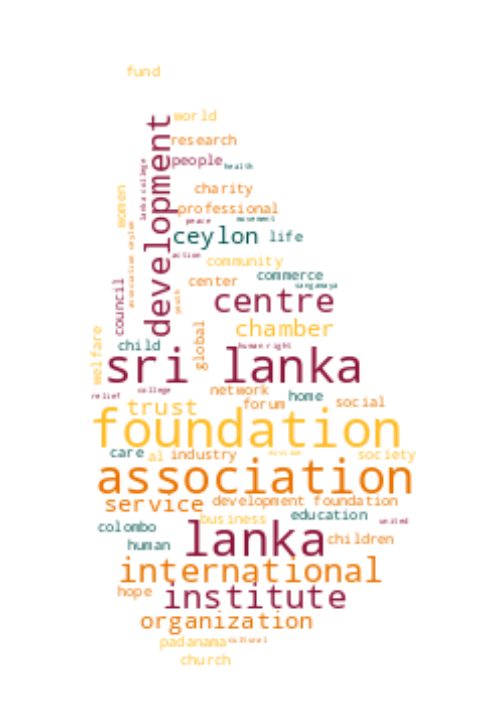 fund
world
development
research
people
health
lanka college
charity
women
professional
peace
movement
association ceylon
ceylon
life
action
community
commerce
center
sangamaya
youth
council
centre
chamber
global
welfare
child
human right
sri lanka
college
network
relief
home
trust
forum
social
foundation
care
al
industry
mission
society
association
service
development foundation
business
education
united
colombo
lanka
human
children
international
hope
institute
organization
padanama
cultural
church